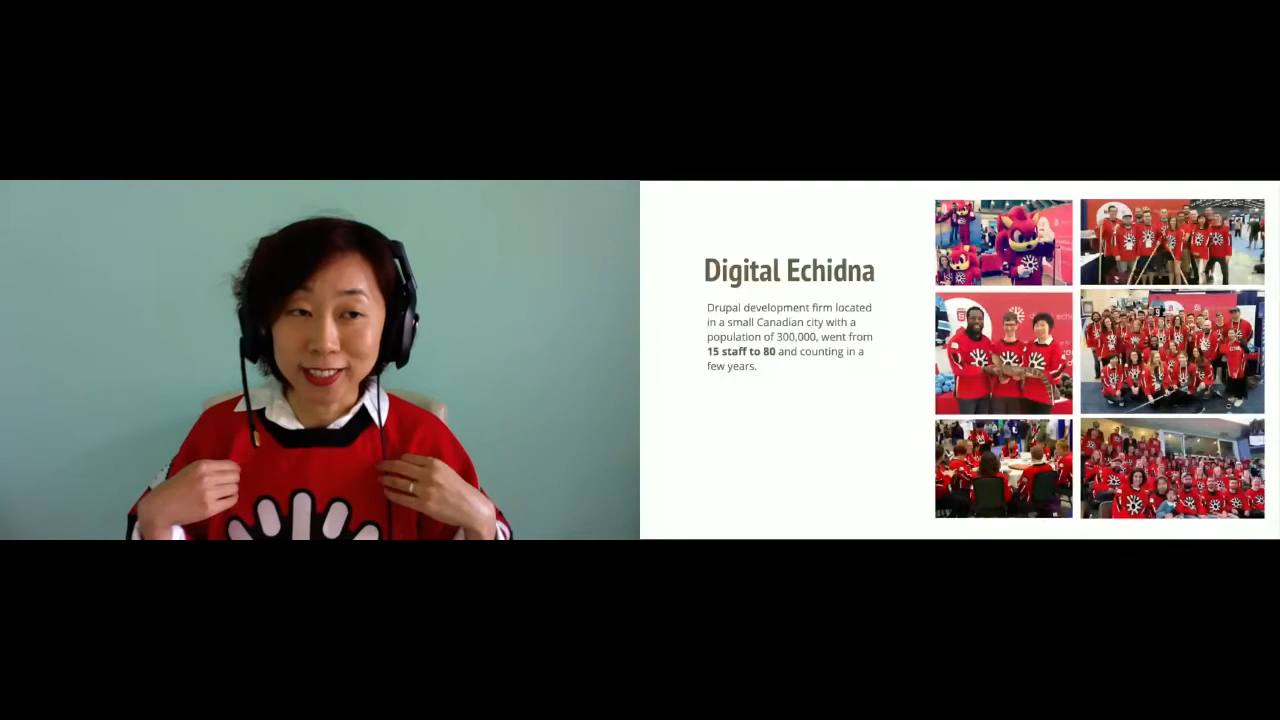 Digital Echidna
Drupal development firm located
in a small Canadian city with a
population of 300,000, went from
15 staff to 80 and counting in a
few years.